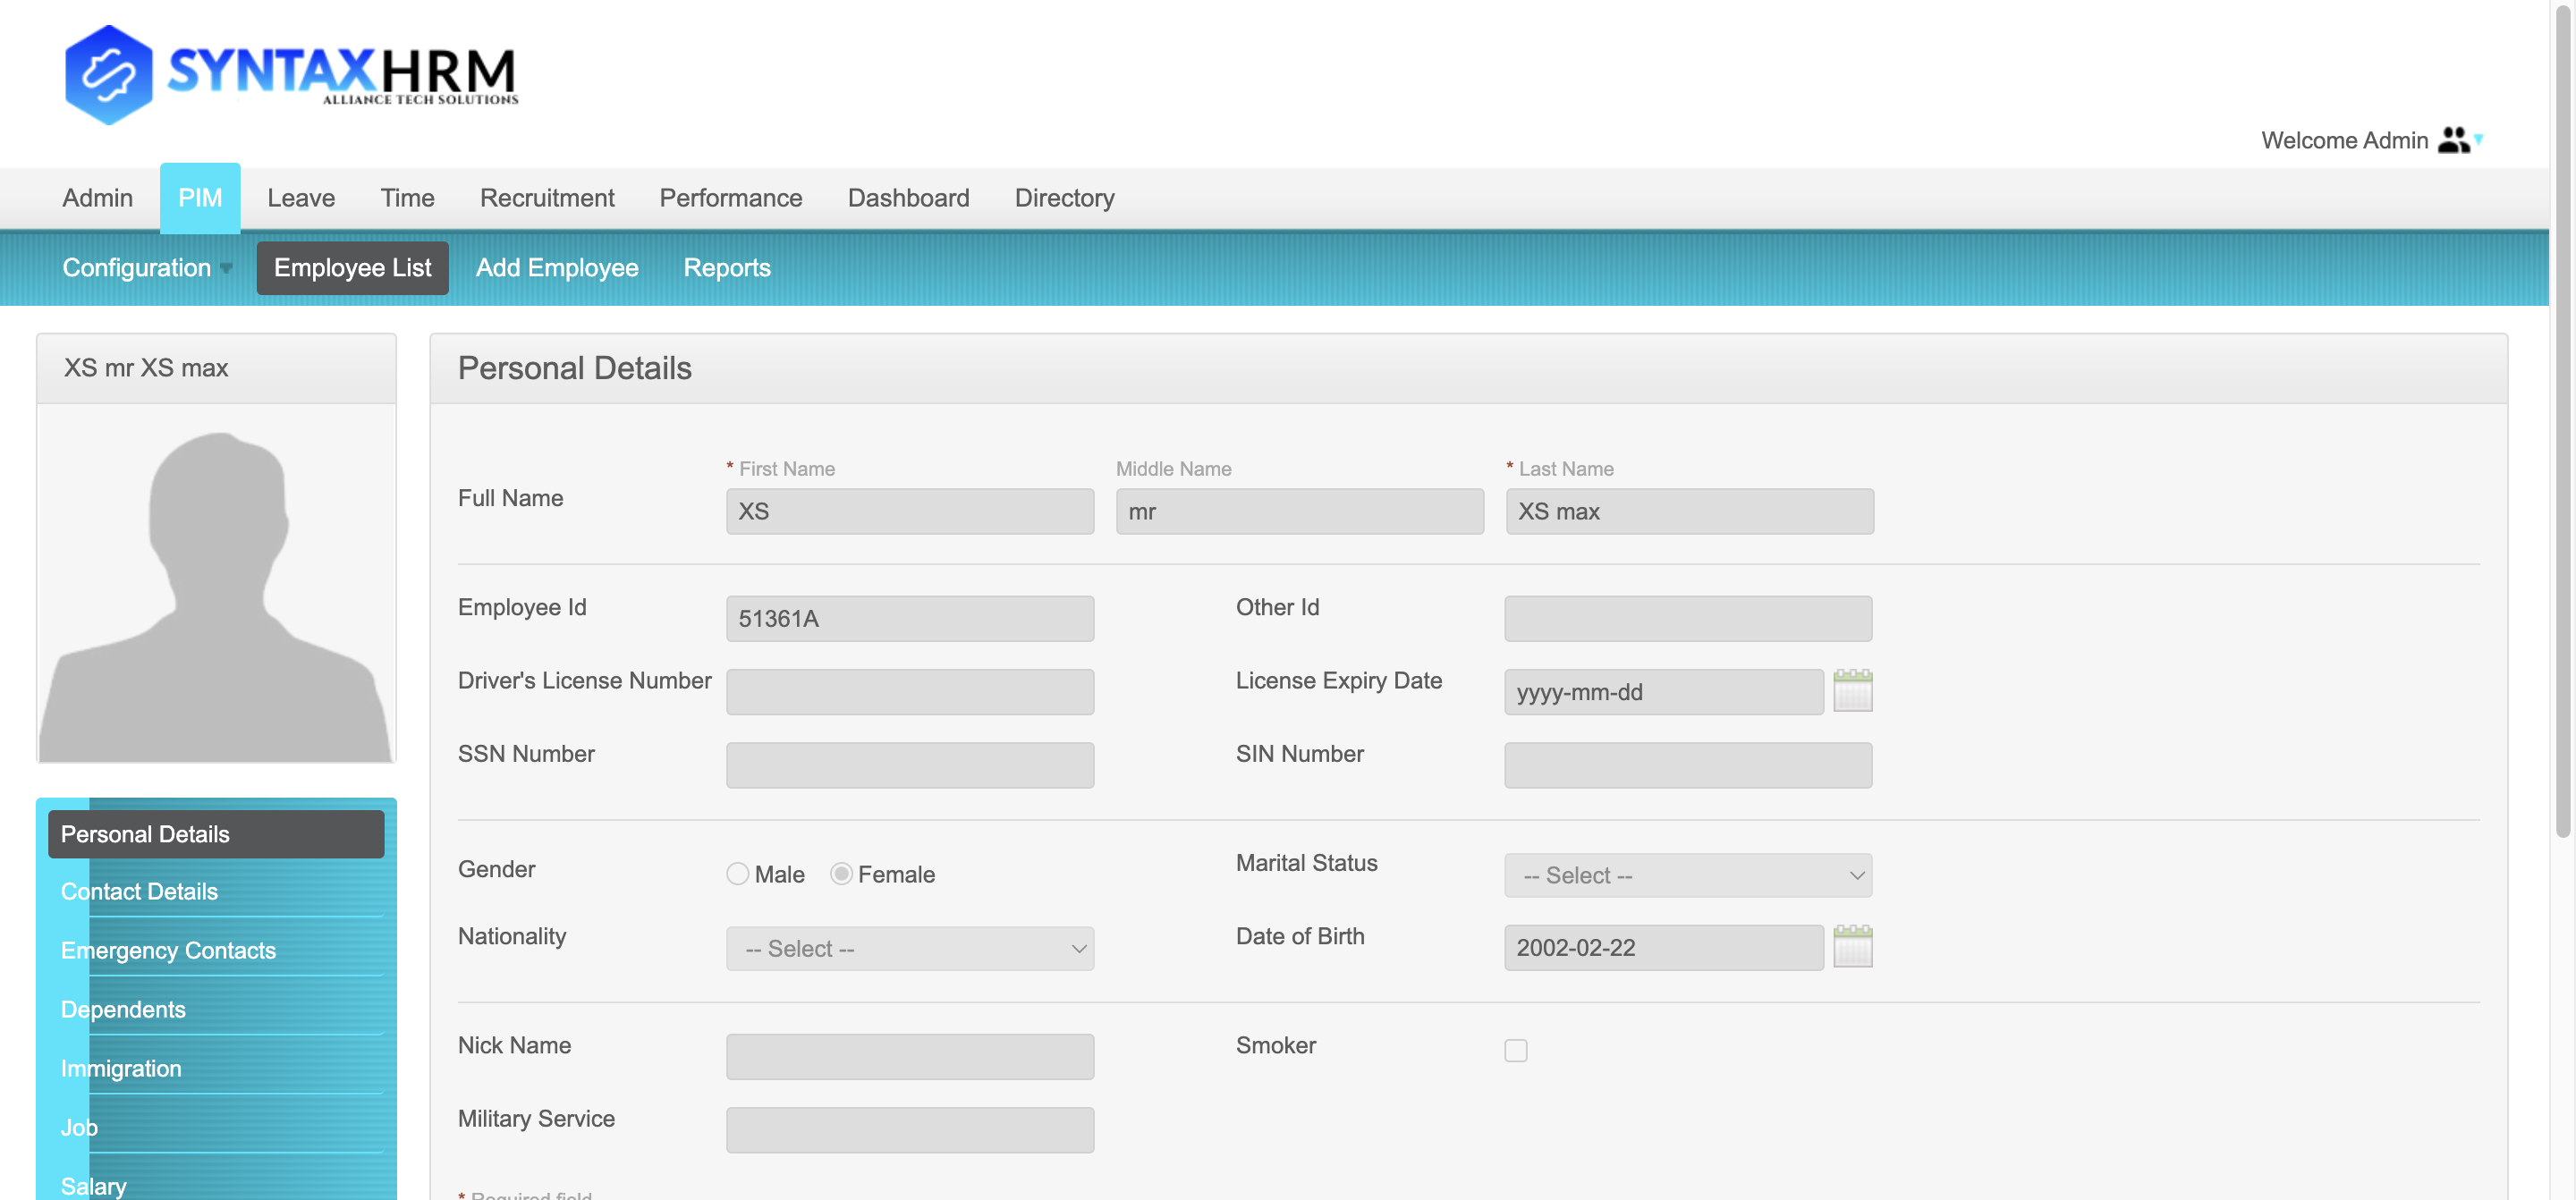 SYNTAXHRM
ALLIANCE TECH SOLUTIONS
Welcome Admin
Admin PIM Leave Time Recruitment Performance Dashboard Directory
Configuration Employee List Add Employee Reports
XS mr XS max
Personal Details
* First Name Middle Name * Last Name
Full Name XS mr XS max
Employee Id 51361A Other Id
Driver's License Number License Expiry Date yyyy-mm-dd
SSN Number SIN Number
Gender Male Female Marital Status -- Select --
Nationality -- Select -- Date of Birth 2002-02-22
Nick Name Smoker
Military Service
* Required field
Personal Details
Contact Details
Emergency Contacts
Dependents
Immigration
Job
Salary